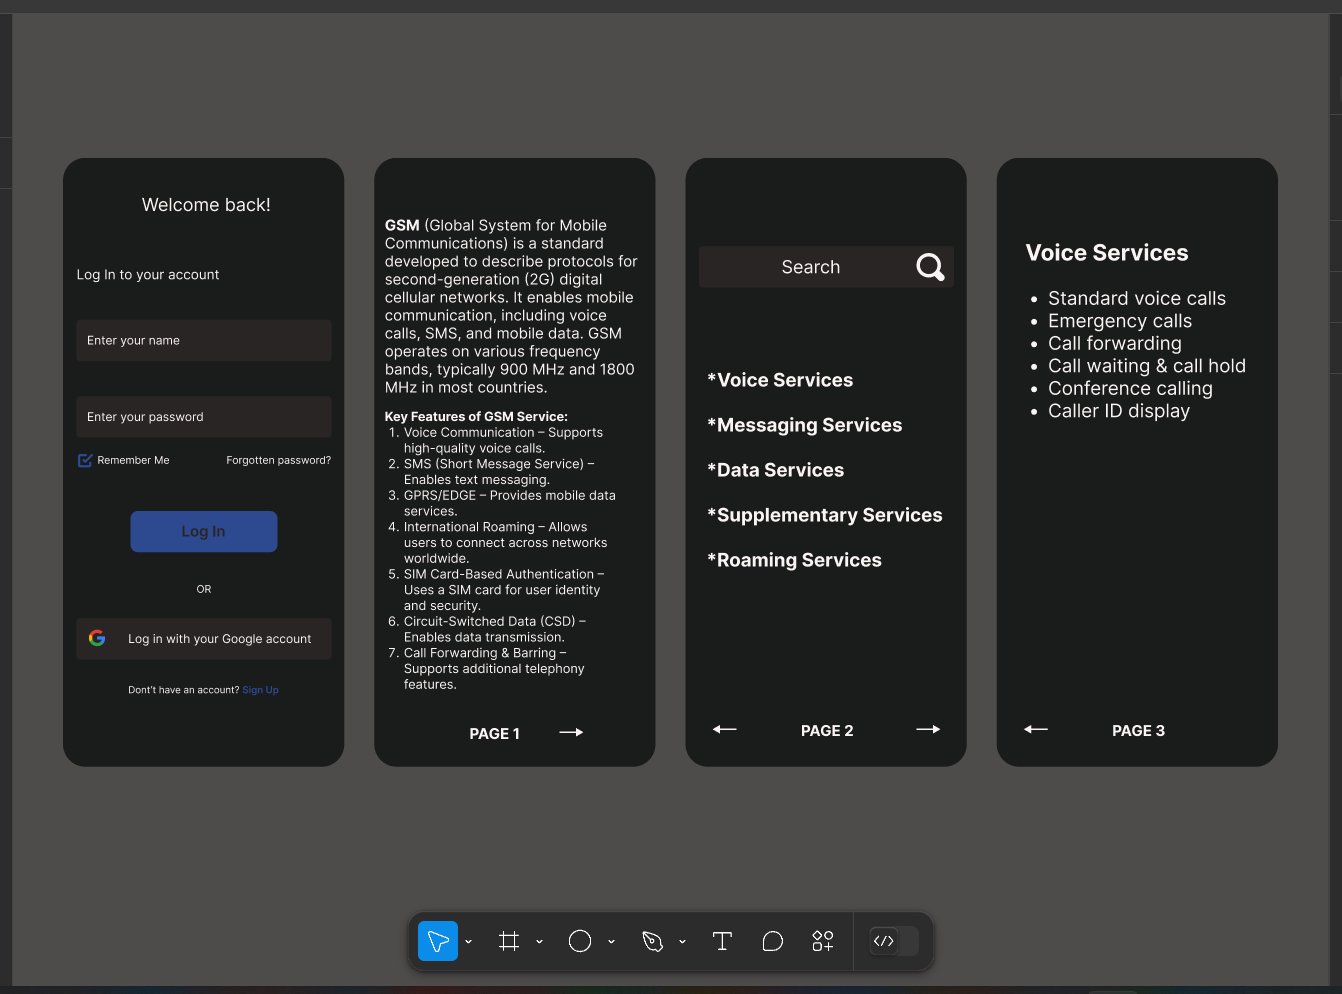 Welcome back!
Log In to your account
Enter your name
Enter your password
Remember Me
Forgotten password?
Log In
OR
Log in with your Google account
Dont't have an account? Sign Up
GSM (Global System for Mobile
Communications) is a standard
developed to describe protocols for
second-generation (2G) digital
cellular networks. It enables mobile
communication, including voice
calls, SMS, and mobile data. GSM
operates on various frequency
bands, typically 900 MHz and 1800
MHz in most countries.
Key Features of GSM Service:
1. Voice Communication – Supports
high-quality voice calls.
2. SMS (Short Message Service) –
Enables text messaging.
3. GPRS/EDGE – Provides mobile data
services.
4. International Roaming – Allows
users to connect across networks
worldwide.
5. SIM Card-Based Authentication –
Uses a SIM card for user identity
and security.
6. Circuit-Switched Data (CSD) –
Enables data transmission.
7. Call Forwarding & Barring –
Supports additional telephony
features.
PAGE 1
Search
*Voice Services
*Messaging Services
*Data Services
*Supplementary Services
*Roaming Services
PAGE 2
Voice Services
• Standard voice calls
• Emergency calls
• Call forwarding
• Call waiting & call hold
• Conference calling
• Caller ID display
PAGE 3